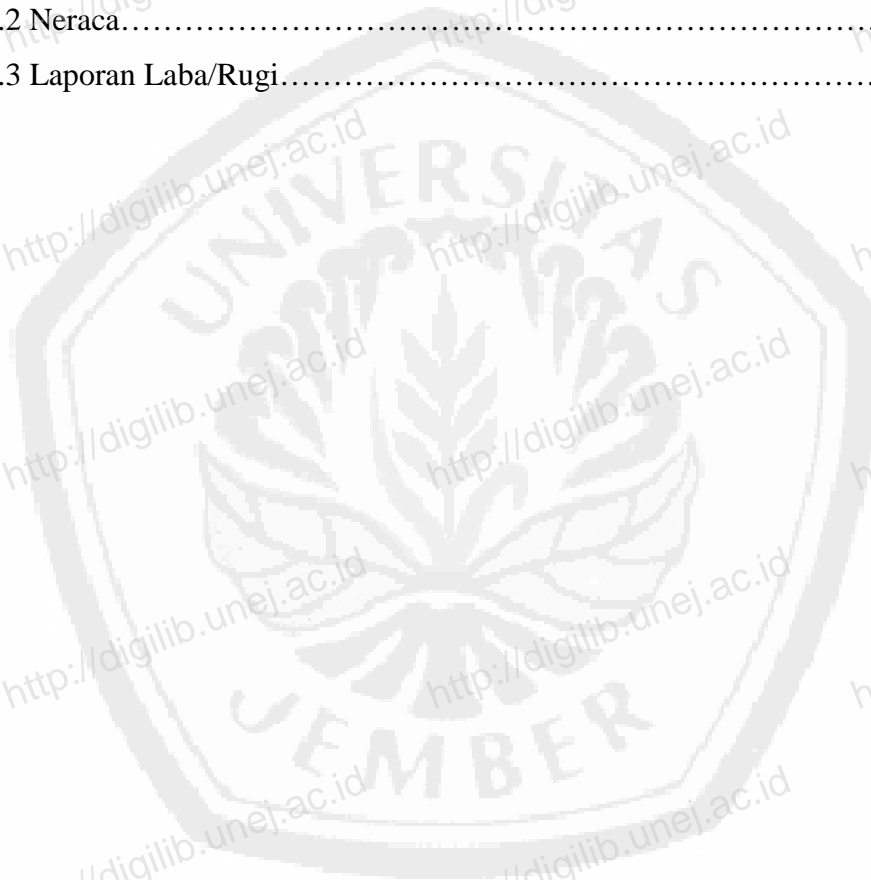 .2 Neraca…………………………………………………………………………
.3 Laporan Laba/Rugi…………………………………………………………
UNIVERSITAS
http://digilib.unej.ac.id http://digilib.unej.ac.id
http://digilib.unej.ac.id http://digilib.unej.ac.id
http://digilib.unej.ac.id http://digilib.unej.ac.id
JEMBER
//digilib.unej.ac.id //digilib.unej.ac.id